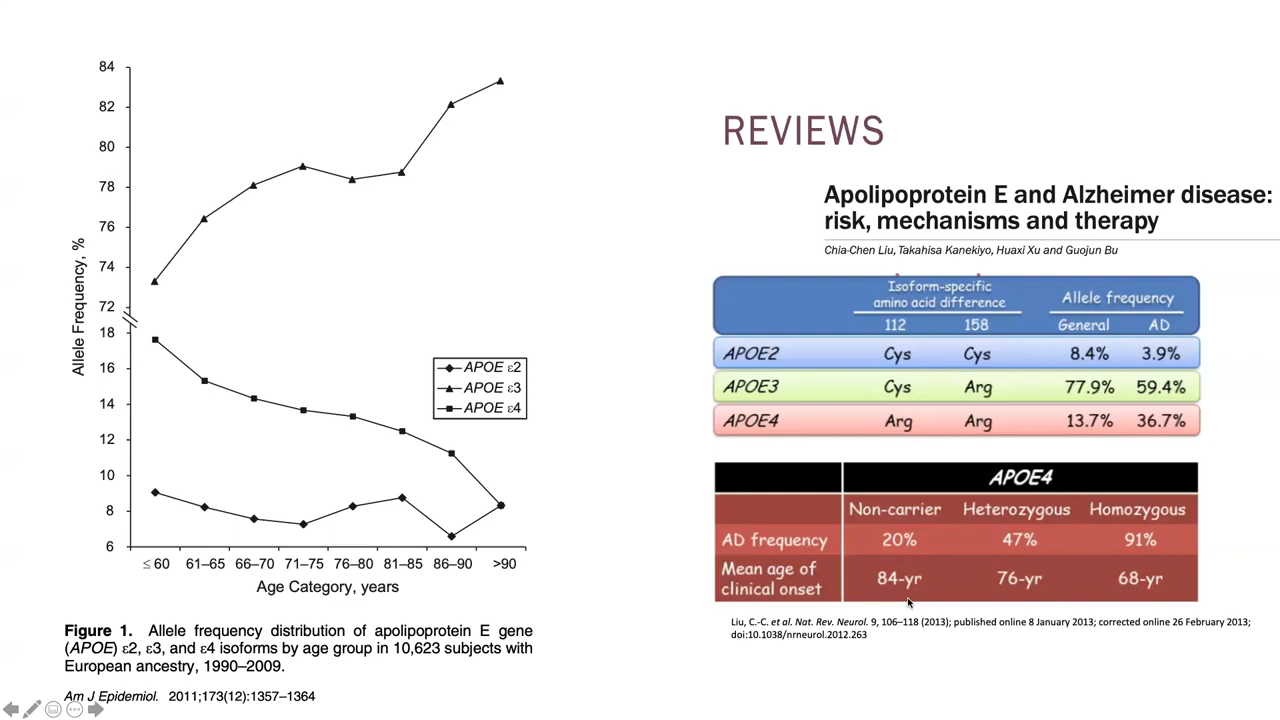 84
82
80
78
76
74
72
18
16
14
12
10
8
6
Allele Frequency, %
APOE ε2
APOE ε3
APOE ε4
≤ 60 61–65 66–70 71–75 76–80 81–85 86–90 >90
Age Category, years
Figure 1. Allele frequency distribution of apolipoprotein E gene
(APOE) ε2, ε3, and ε4 isoforms by age group in 10,623 subjects with
European ancestry, 1990–2009.
Am J Epidemiol. 2011;173(12):1357–1364
REVIEWS
Apolipoprotein E and Alzheimer disease:
risk, mechanisms and therapy
Chia-Chen Liu, Takahisa Kanekiyo, Huaxi Xu and Guojun Bu
Isoform-specific
amino acid difference
Allele frequency
112 158 General AD
APOE2 Cys Cys 8.4% 3.9%
APOE3 Cys Arg 77.9% 59.4%
APOE4 Arg Arg 13.7% 36.7%
APOE4
Non-carrier Heterozygous Homozygous
AD frequency 20% 47% 91%
Mean age of
clinical onset
84-yr 76-yr 68-yr
Liu, C.-C. et al. Nat. Rev. Neurol. 9, 106–118 (2013); published online 8 January 2013; corrected online 26 February 2013;
doi:10.1038/nrneurol.2012.263